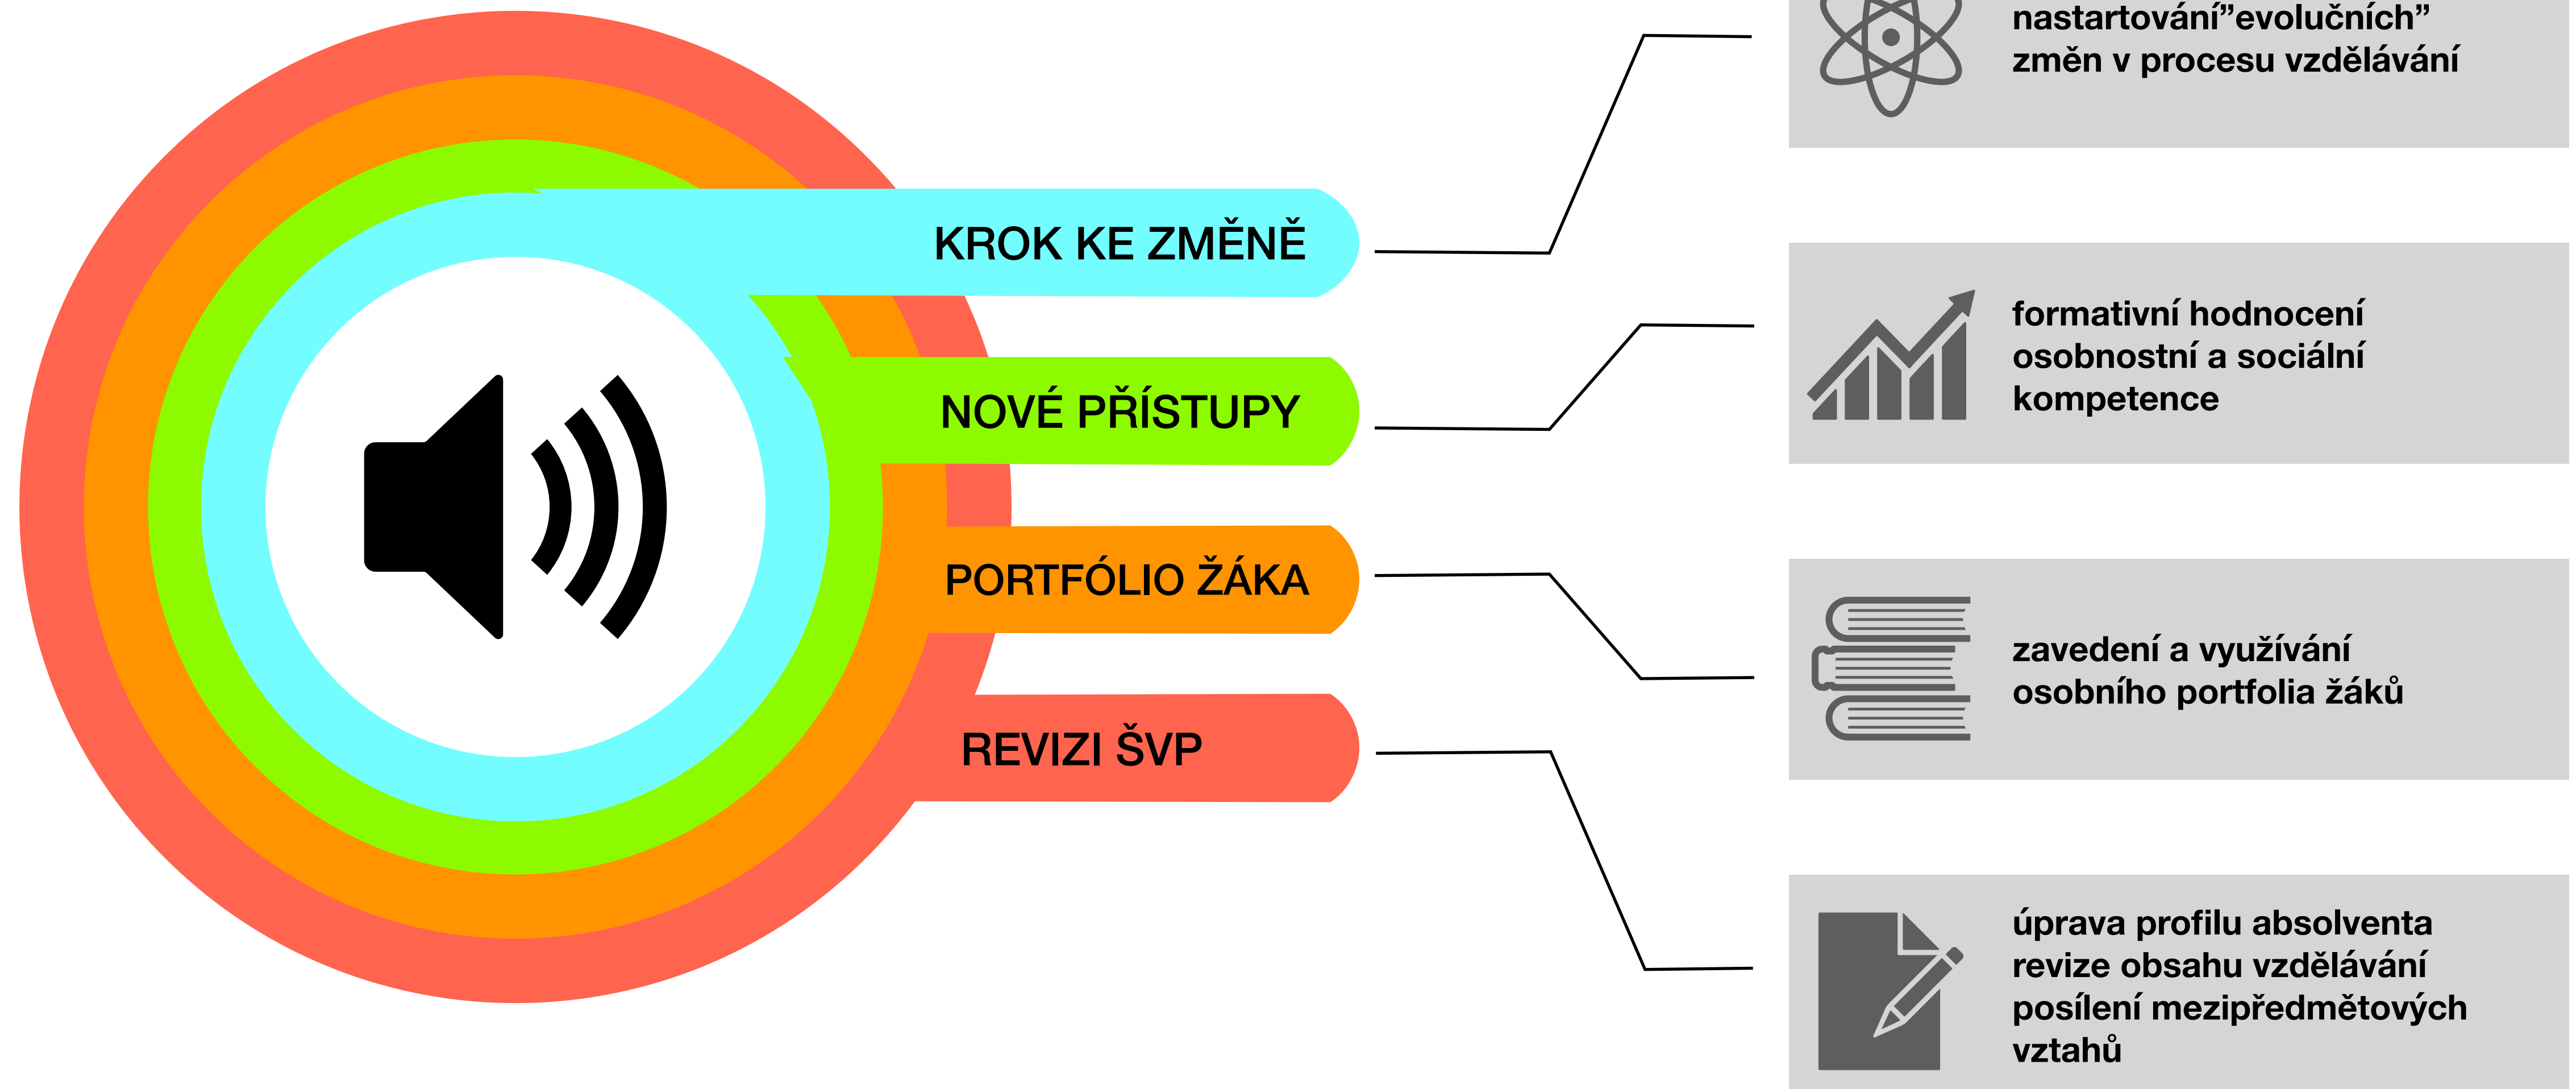 KROK KE ZMĚNĚ
NOVÉ PŘÍSTUPY
PORTFÓLIO ŽÁKA
REVIZI ŠVP
nastartování”evolučních”
změn v procesu vzdělávání
formativní hodnocení
osobnostní a sociální
kompetence
zavedení a využívání
osobního portfolia žáků
úprava profilu absolventa
revize obsahu vzdělávání
posílení mezipředmětových
vztahů